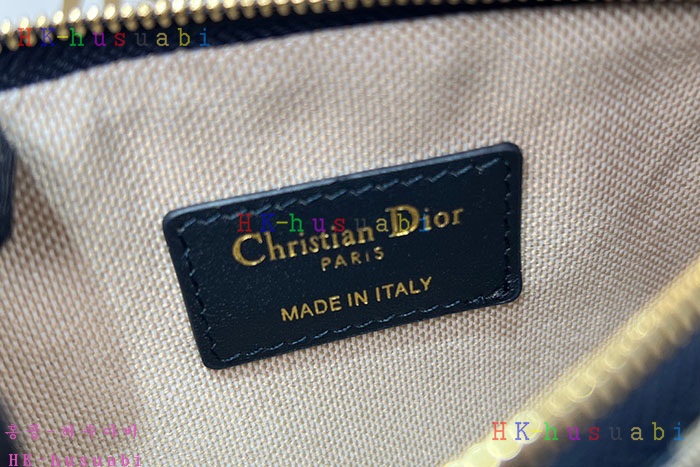 HK-husuabi
HK-husuabi
Christian Dior
PARIS
MADE IN ITALY
HK-husuabi
HK husuabi